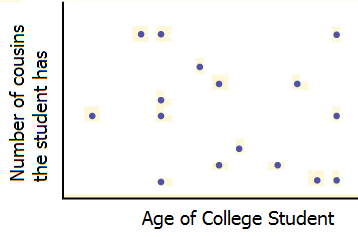 Number of cousins
the student has
Age of College Student